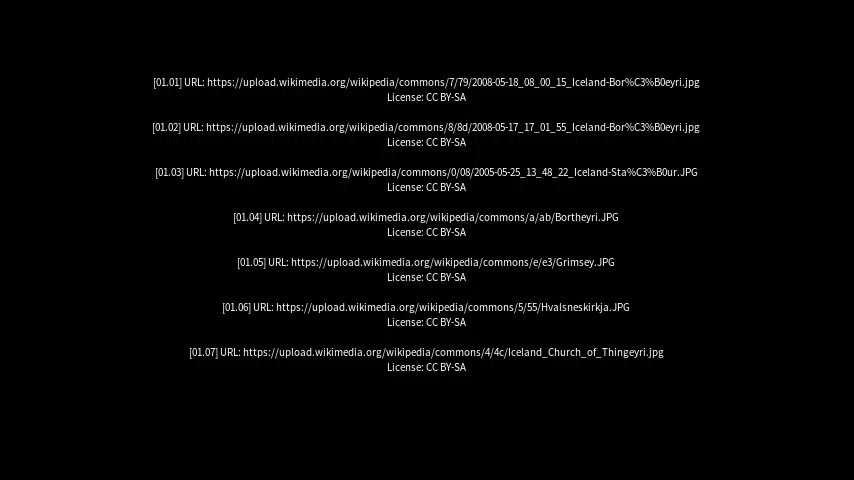 [01.01] URL: https://upload.wikimedia.org/wikipedia/commons/7/79/2008-05-18_08_00_15_Iceland-Bor%C3%B0eyri.jpg
License: CC BY-SA
[01.02] URL: https://upload.wikimedia.org/wikipedia/commons/8/8d/2008-05-17_17_01_55_Iceland-Bor%C3%B0eyri.jpg
License: CC BY-SA
[01.03] URL: https://upload.wikimedia.org/wikipedia/commons/0/08/2005-05-25_13_48_22_Iceland-Sta%C3%B0ur.JPG
License: CC BY-SA
[01.04] URL: https://upload.wikimedia.org/wikipedia/commons/a/ab/Bortheyri.JPG
License: CC BY-SA
[01.05] URL: https://upload.wikimedia.org/wikipedia/commons/e/e3/Grimsey.JPG
License: CC BY-SA
[01.06] URL: https://upload.wikimedia.org/wikipedia/commons/5/55/Hvalsneskirkja.JPG
License: CC BY-SA
[01.07] URL: https://upload.wikimedia.org/wikipedia/commons/4/4c/Iceland_Church_of_Thingeyri.jpg
License: CC BY-SA